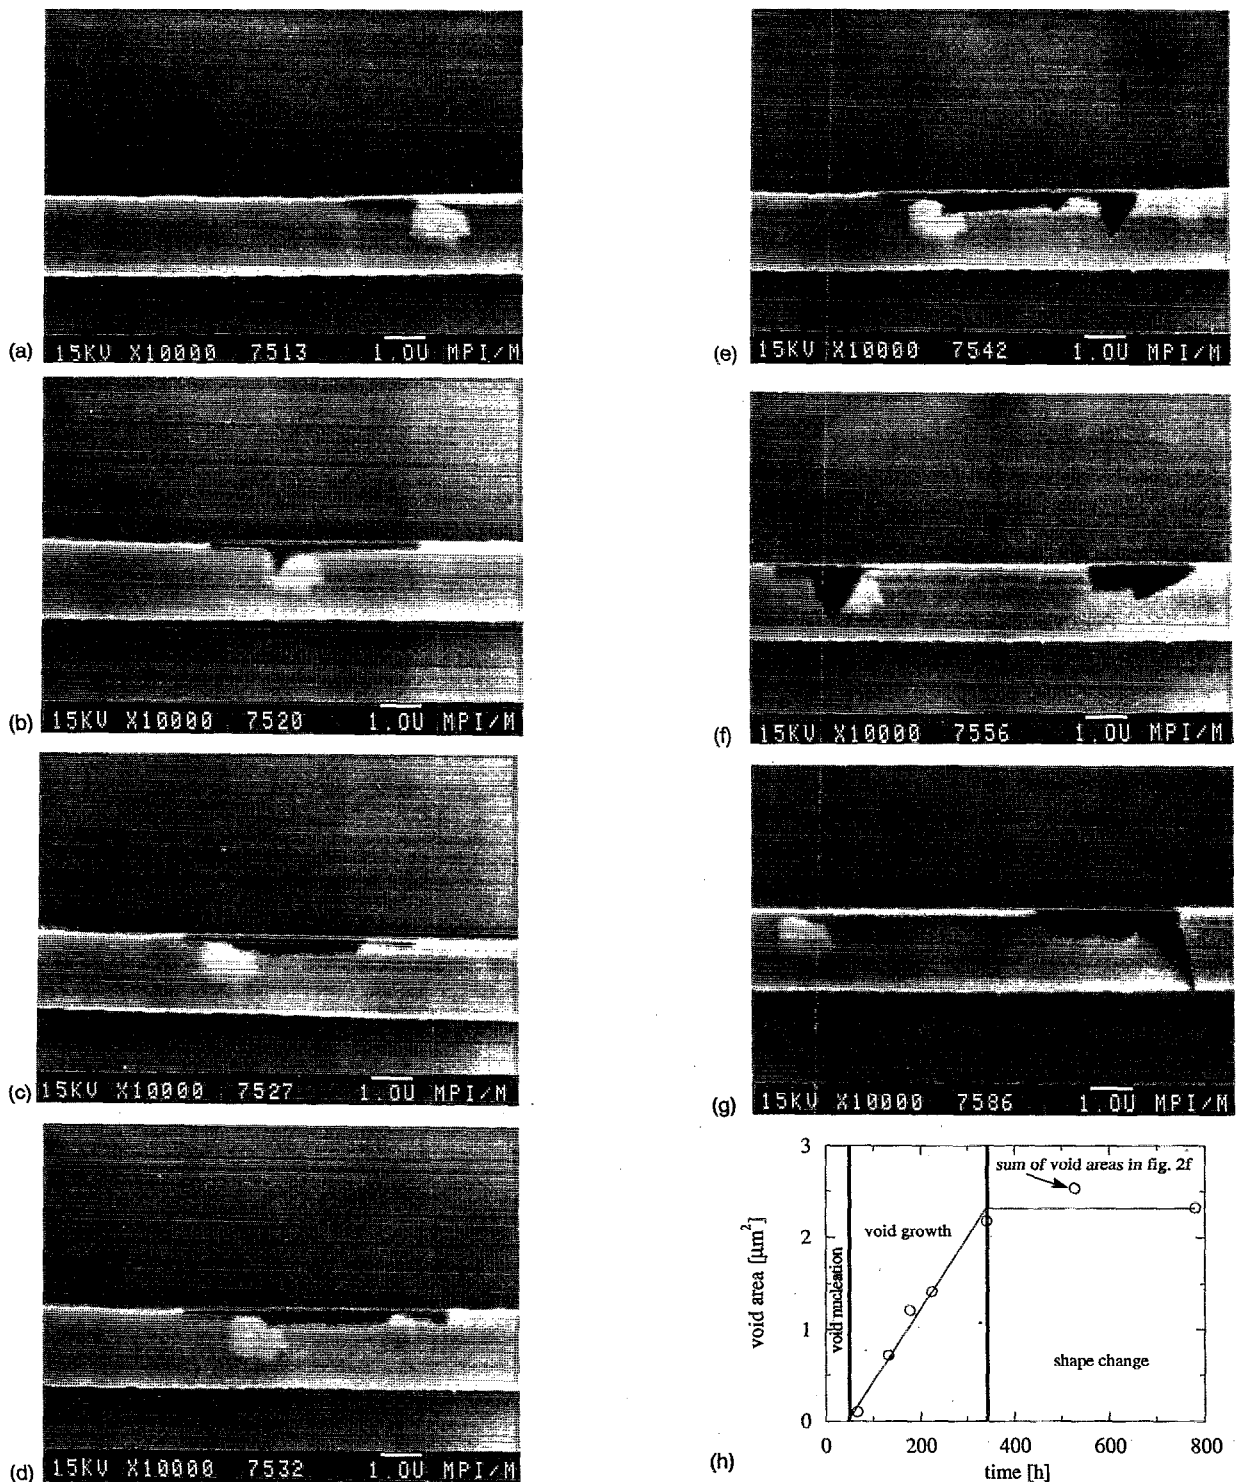 (a)
15KV X10000 7513 1.0U MPI/M
(b)
15KV X10000 7520 1.0U MPI/M
(c)
15KV X10000 7527 1.0U MPI/M
(d)
15KV X10000 7532 1.0U MPI/M
(e)
15KV X10000 7542 1.0U MPI/M
(f)
15KV X10000 7556 1.0U MPI/M
(g)
15KV X10000 7586 1.0U MPI/M
(h)
void area [μm²]
3
2
1
0
void nucleation
void growth
sum of void areas in fig. 2f
shape change
0 200 400 600 800
time [h]